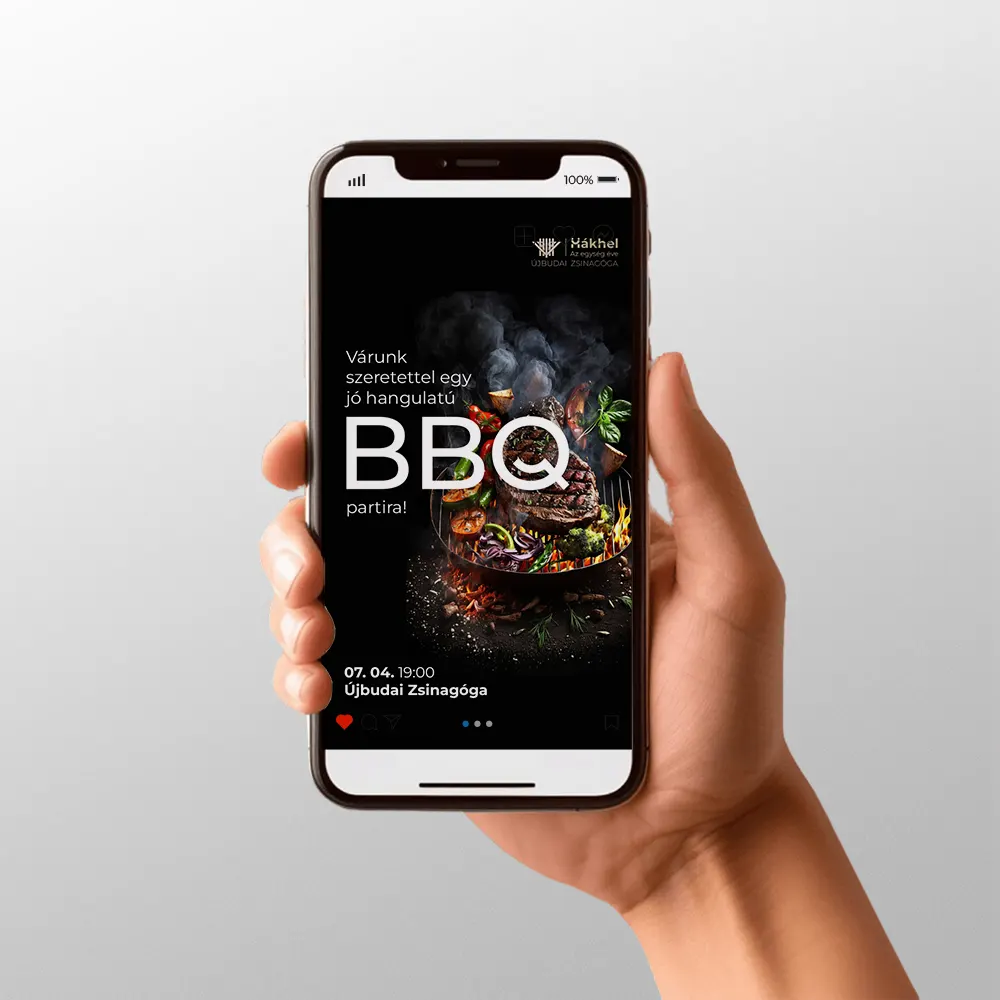 100%
Hákhel
Az egység éve
ÚJBUDAI ZSINAGÓGA
Várunk
szeretettel egy
jó hangulatú
BBQ
partira!
07. 04. 19:00
Újbudai Zsinagóga